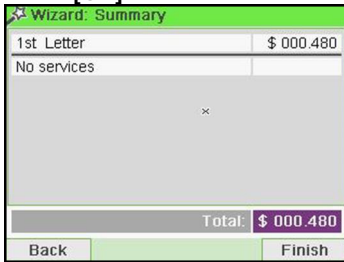 Wizard: Summary
1st Letter $ 000.480
No services
Total: $ 000.480
Back Finish